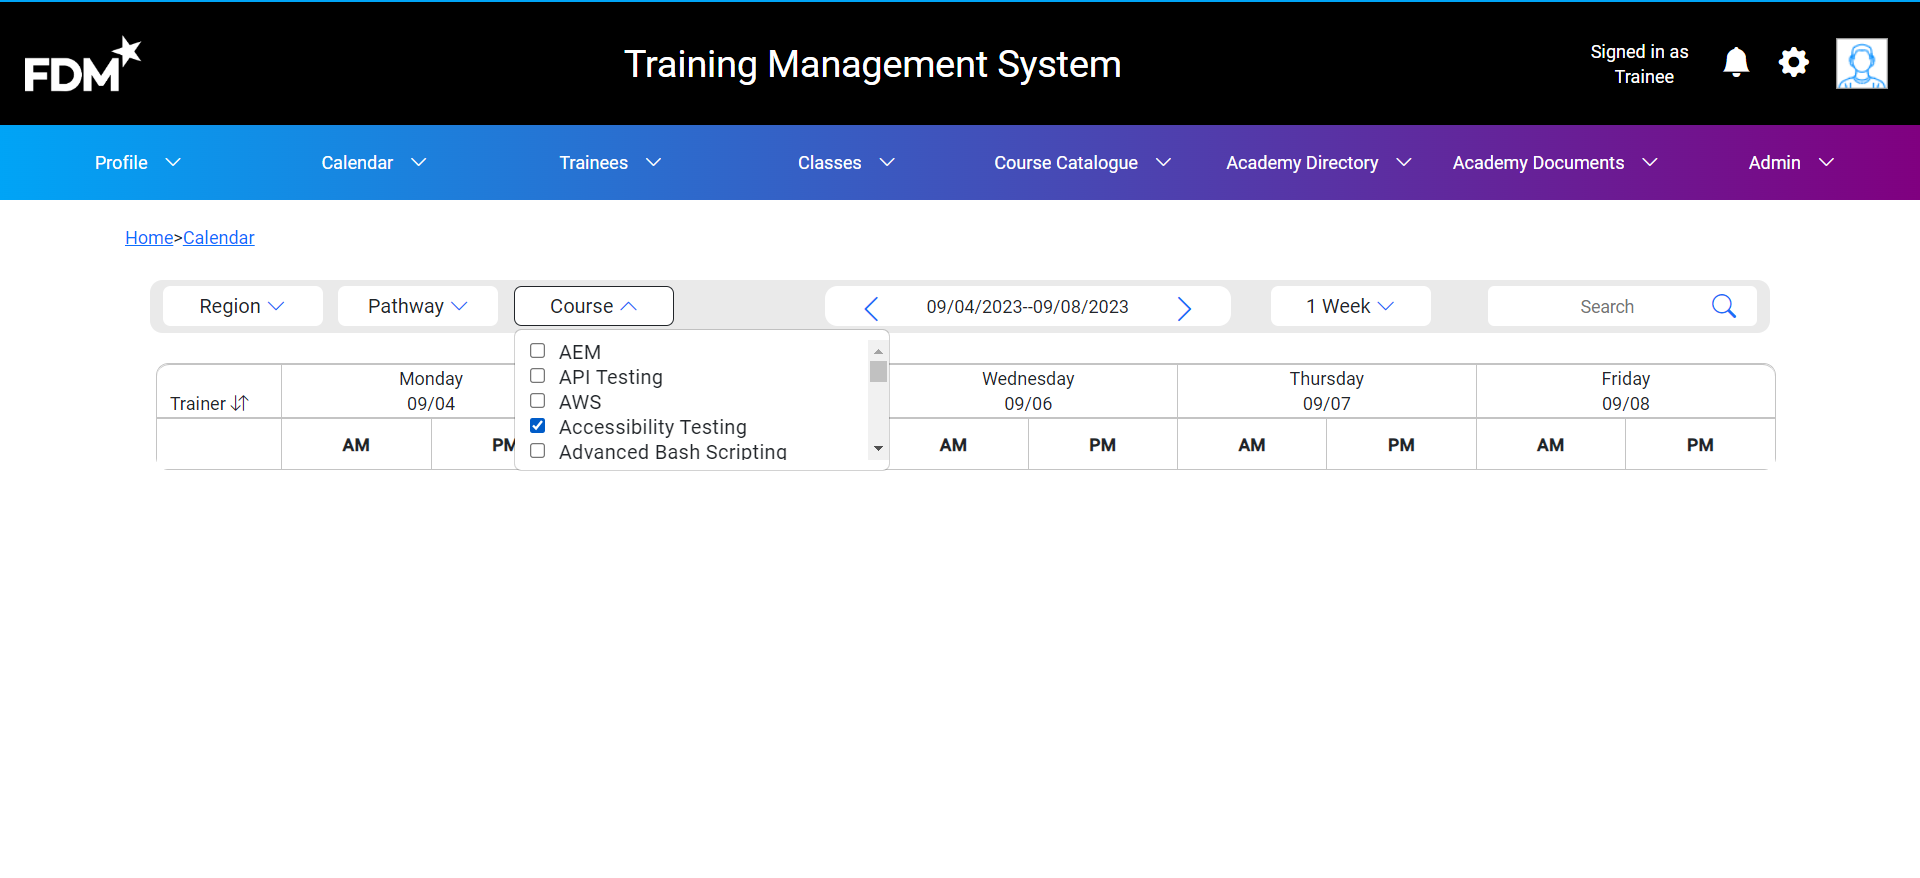 FDM
Training Management System
Signed in as
Trainee
Profile
Calendar
Trainees
Classes
Course Catalogue
Academy Directory
Academy Documents
Admin
Home>Calendar
Region
Pathway
Course
09/04/2023--09/08/2023
1 Week
Search
AEM
API Testing
AWS
Accessibility Testing
Advanced Bash Scripting
Trainer
Monday
09/04
Wednesday
09/06
Thursday
09/07
Friday
09/08
AM
PM
AM
PM
AM
PM
AM
PM